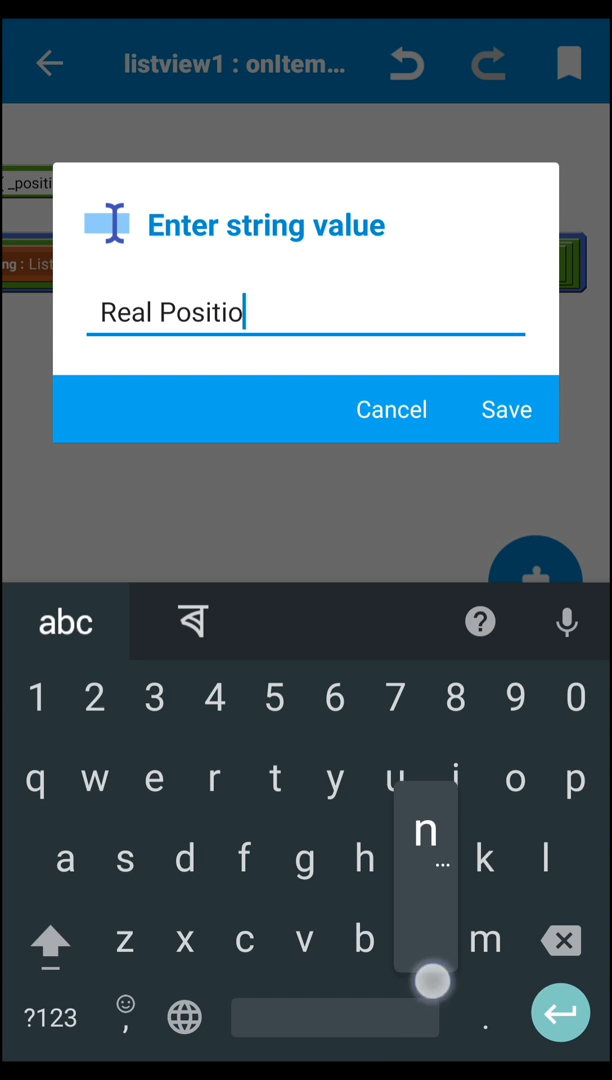 listview1 : onItem...
_positi
Enter string value
ng : List
Real Positio
Cancel Save
abc ব
?
1 2 3 4 5 6 7 8 9 0
q w e r t y u i o p
n
...
a s d f g h k l
z x c v b m
?123 , .